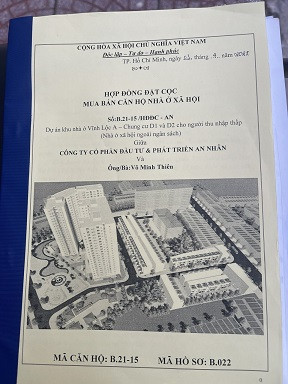 CỘNG HÒA XÃ HỘI CHỦ NGHĨA VIỆT NAM
Độc lập – Tự do – Hạnh phúc
TP. Hồ Chí Minh, ngày tháng 4 năm
HỢP ĐỒNG ĐẶT CỌC
MUA BÁN CĂN HỘ NHÀ Ở XÃ HỘI
Số:B.21-15 /HĐĐC - AN
Dự án khu nhà ở Vĩnh Lộc A – Chung cư D1 và D2 cho người thu nhập thấp
(Nhà ở xã hội ngoài ngân sách)
Giữa
CÔNG TY CỔ PHẦN ĐẦU TƯ & PHÁT TRIỂN AN NHÂN
Và
Ông/Bà:Võ Minh Thiên
MÃ CĂN HỘ: B.21-15 MÃ HỒ SƠ: B.022
0